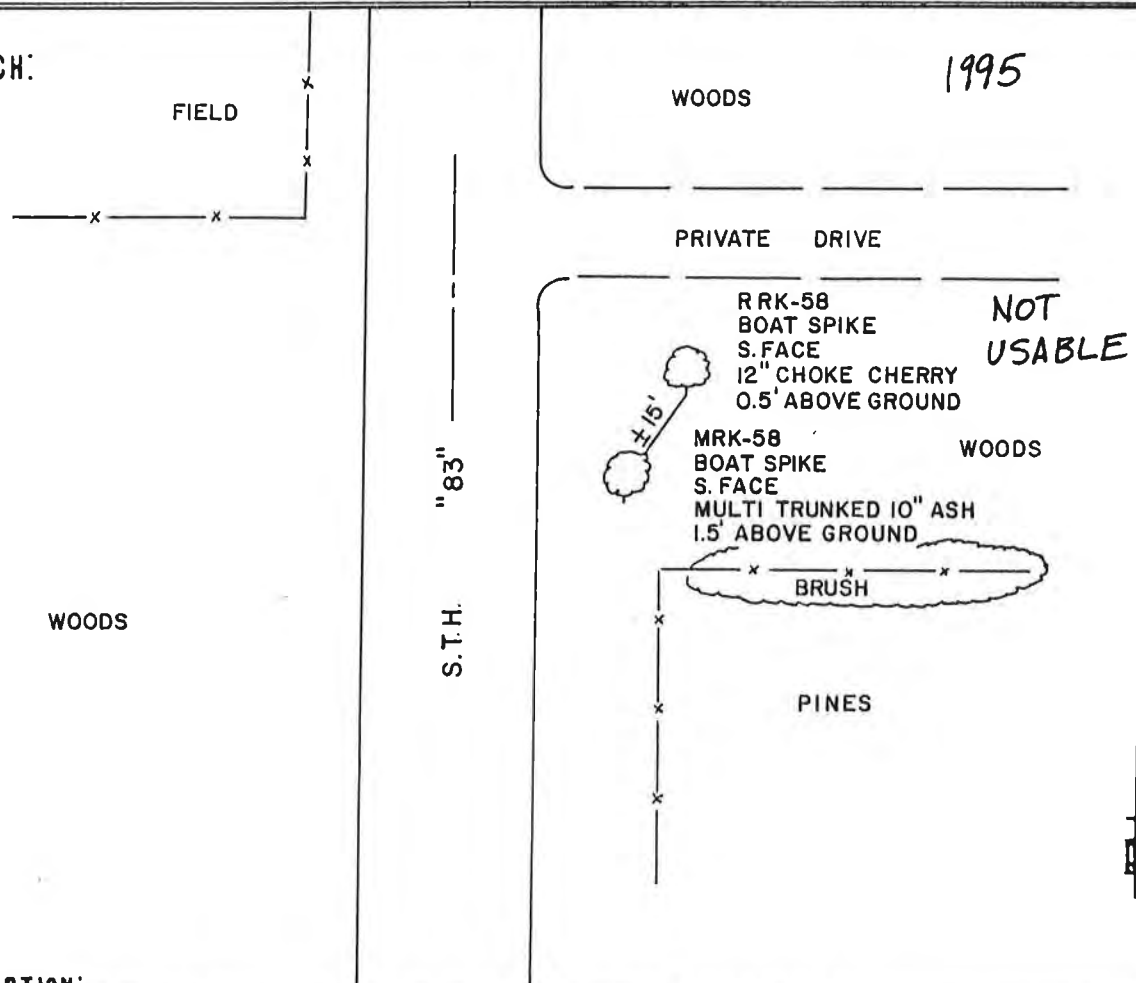 CH:
FIELD
WOODS
1995
PRIVATE DRIVE
RRK-58
BOAT SPIKE
S. FACE
12" CHOKE CHERRY
0.5' ABOVE GROUND
NOT
USABLE
±15'
MRK-58
BOAT SPIKE
S. FACE
MULTI TRUNKED 10" ASH
1.5' ABOVE GROUND
WOODS
BRUSH
S.T.H. "83"
WOODS
PINES